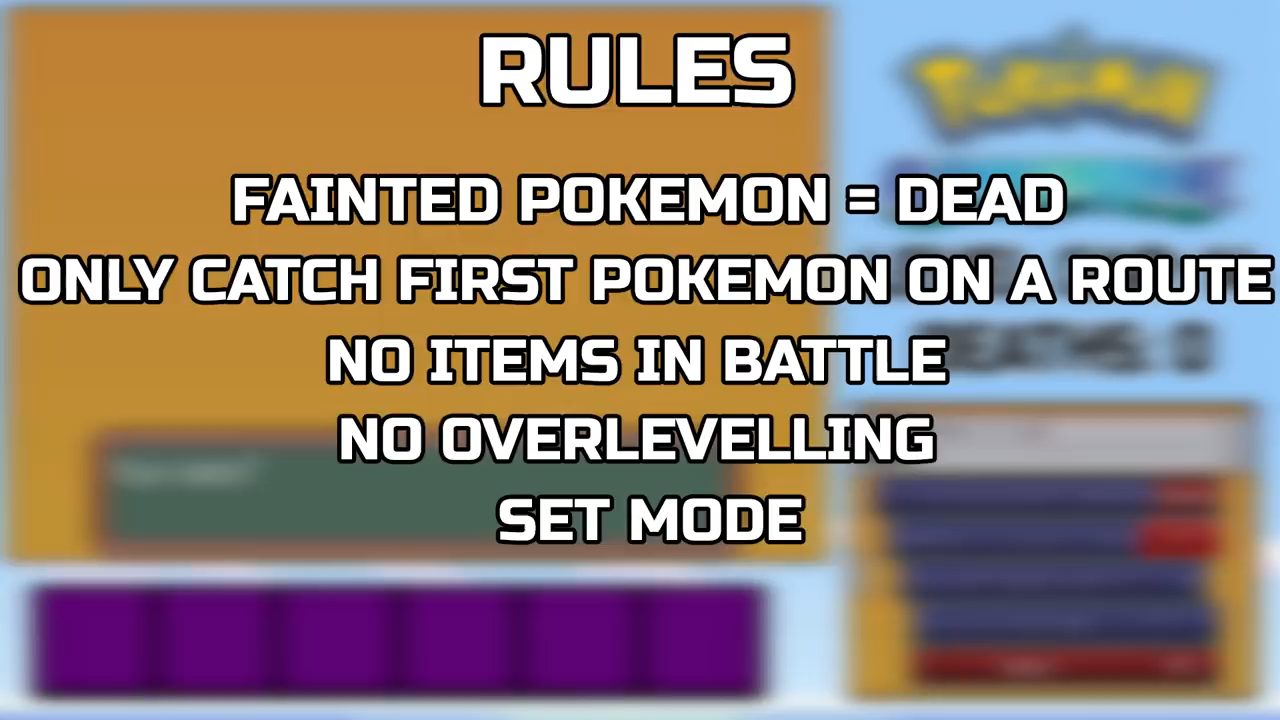 RULES
FAINTED POKEMON = DEAD
ONLY CATCH FIRST POKEMON ON A ROUTE
NO ITEMS IN BATTLE
NO OVERLEVELLING
SET MODE